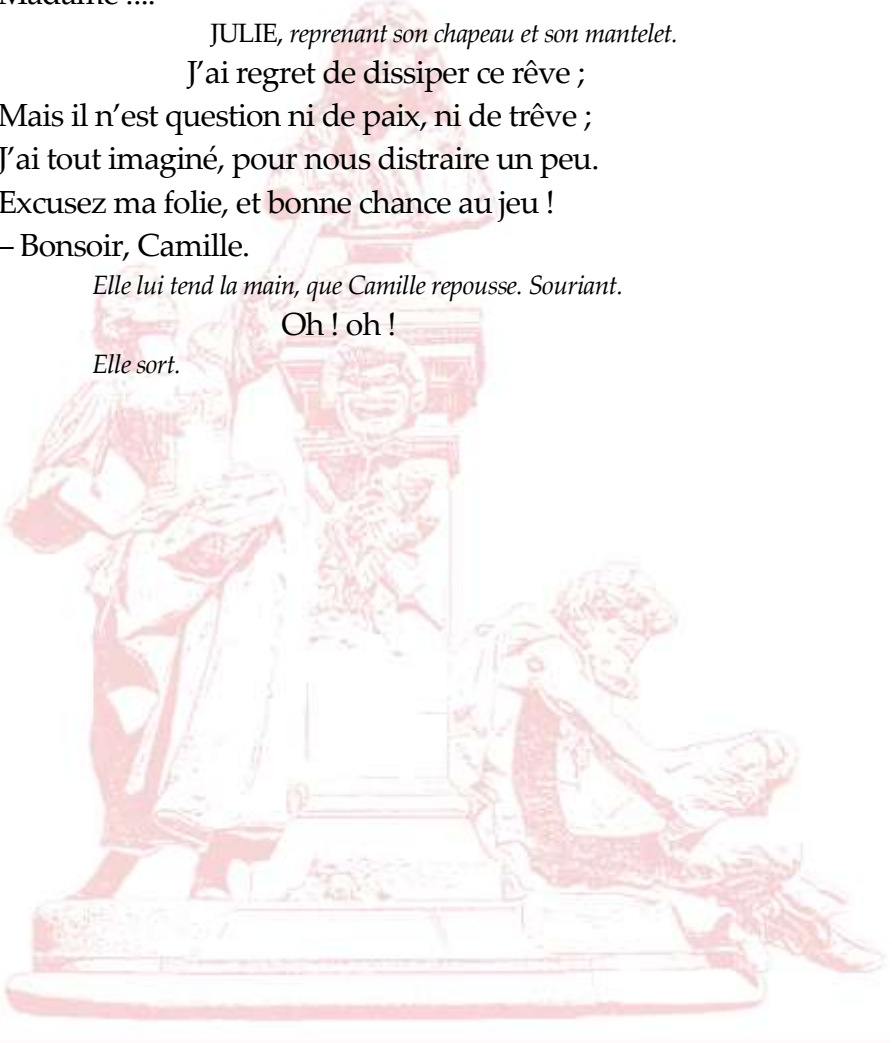 Madame !...
JULIE, reprenant son chapeau et son mantelet.
J’ai regret de dissiper ce rêve ;
Mais il n’est question ni de paix, ni de trêve ;
J’ai tout imaginé, pour nous distraire un peu.
Excusez ma folie, et bonne chance au jeu !
– Bonsoir, Camille.
Elle lui tend la main, que Camille repousse. Souriant.
Oh ! oh !
Elle sort.